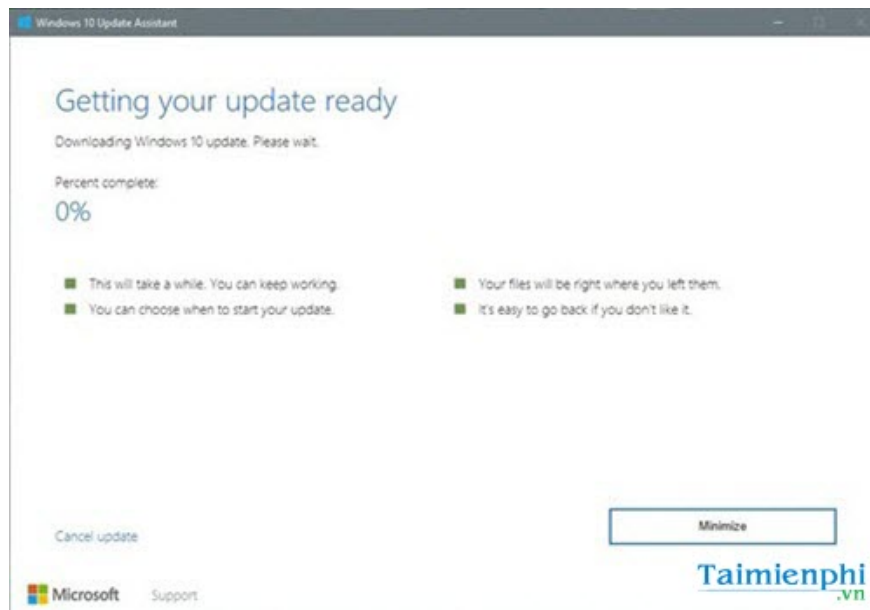 Windows 10 Update Assistant
Getting your update ready
Downloading Windows 10 update. Please wait.
Percent complete:
0%
This will take a while. You can keep working.
You can choose when to start your update.
Your files will be right where you left them.
It's easy to go back if you don't like it.
Cancel update
Minimize
Microsoft
Support
Taimienphi
.vn